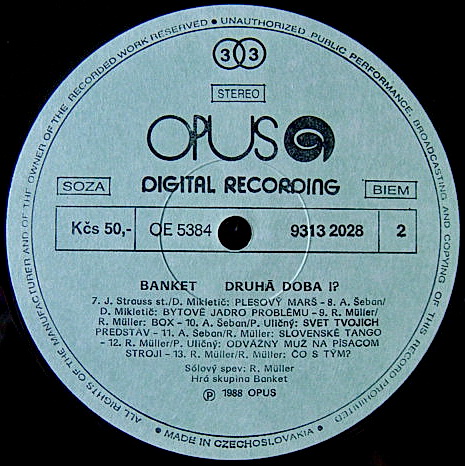 ALL RIGHTS OF THE MANUFACTURER AND OF THE OWNER OF THE RECORDED WORK RESERVED • UNAUTHORIZED PUBLIC PERFORMANCE, BROADCASTING AND COPYING OF THIS RECORD PROHIBITED
33
STEREO
OPUS
SOZA
DIGITAL RECORDING
BIEM
Kčs 50,-
OE 5384
9313 2028
2
BANKET DRUHÁ DOBA !?
7. J. Strauss st./D. Mikletič: PLESOVÝ MARŠ - 8. A. Šeban/
D. Mikletič: BYTOVÉ JADRO PROBLÉMU - 9. R. Müller/
R. Müller: BOX - 10. A. Šeban/P. Uličný: SVET TVOJICH
PREDSTÁV - 11. A. Šeban/R. Müller: SLOVENSKÉ TANGO
- 12. R. Müller/P. Uličný: ODVÁŽNY MUŽ NA PÍSACOM
STROJI - 13. R. Müller/R. Müller: ČO S TÝM?
Sólový spev: R. Müller
Hrá skupina Banket
Ⓟ 1988 OPUS
• MADE IN CZECHOSLOVAKIA •